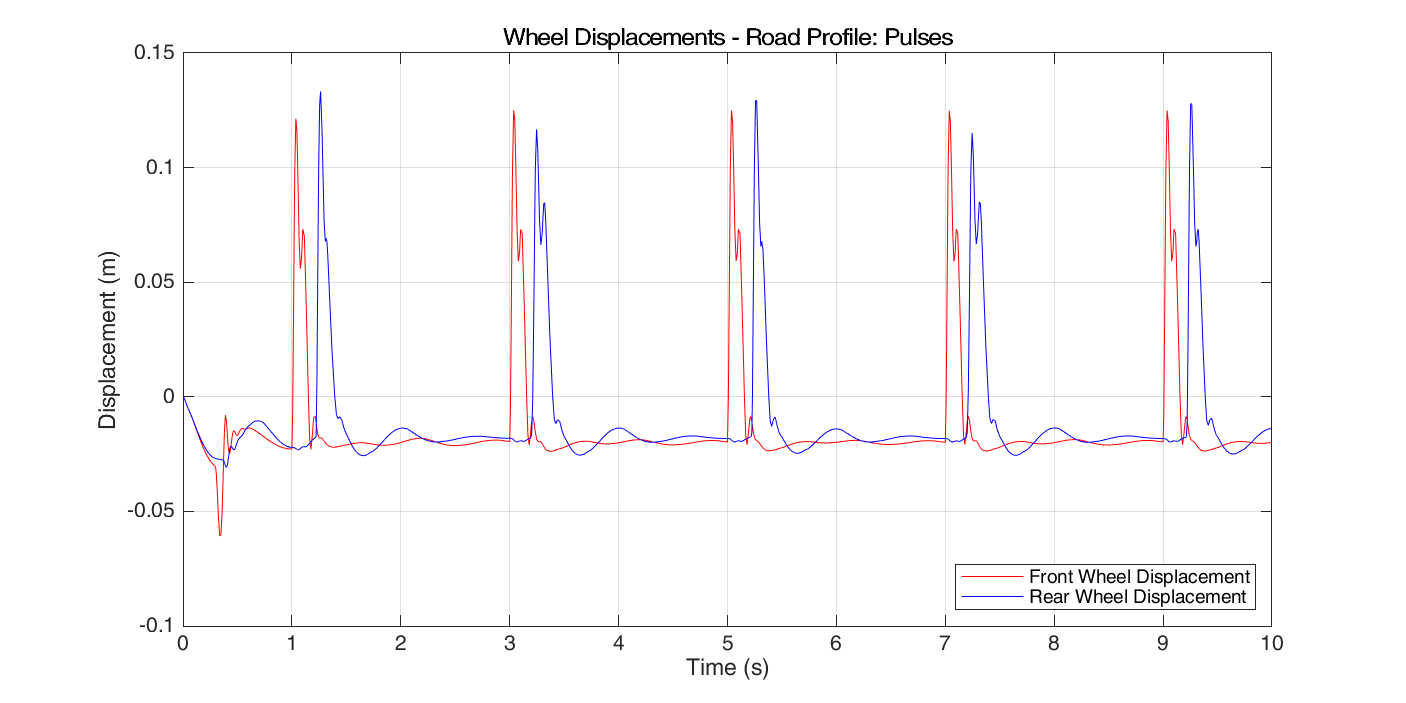 Wheel Displacements - Road Profile: Pulses
0.15
0.1
0.05
0
-0.05
-0.1
Displacement (m)
0 1 2 3 4 5 6 7 8 9 10
Time (s)
Front Wheel Displacement
Rear Wheel Displacement